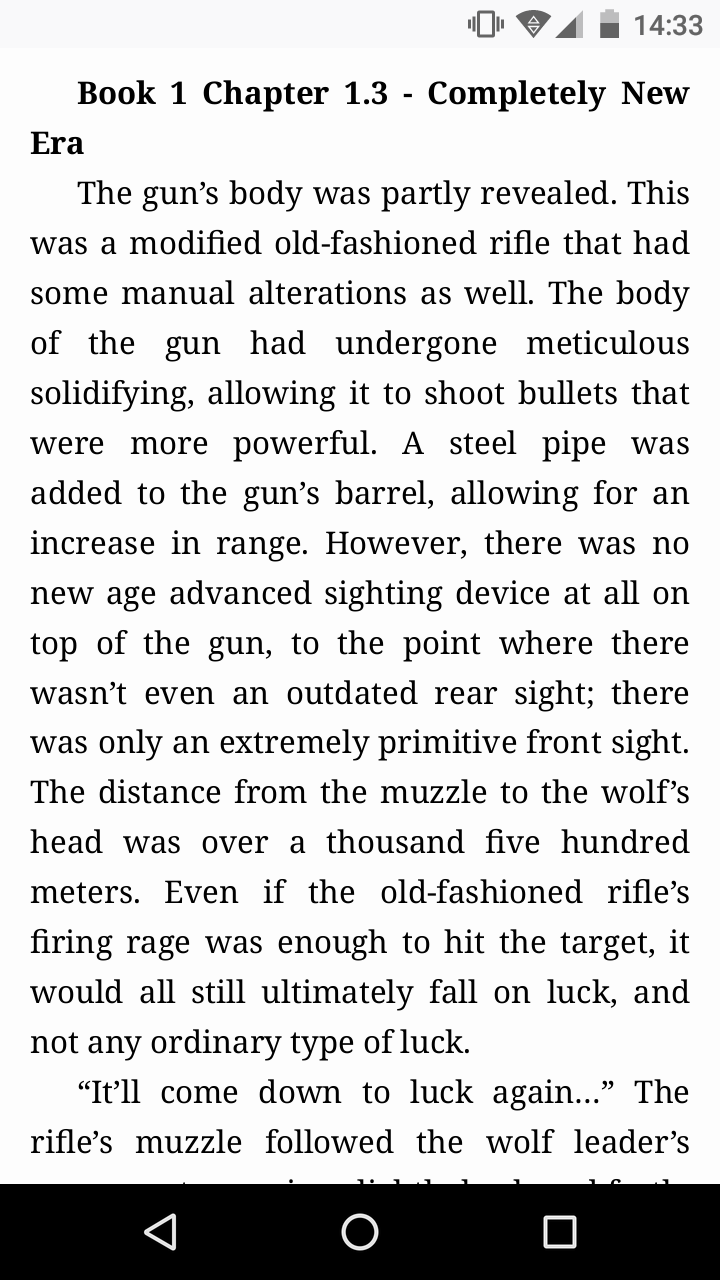 14:33
Book 1 Chapter 1.3 - Completely New
Era
The gun’s body was partly revealed. This
was a modified old-fashioned rifle that had
some manual alterations as well. The body
of the gun had undergone meticulous
solidifying, allowing it to shoot bullets that
were more powerful. A steel pipe was
added to the gun’s barrel, allowing for an
increase in range. However, there was no
new age advanced sighting device at all on
top of the gun, to the point where there
wasn’t even an outdated rear sight; there
was only an extremely primitive front sight.
The distance from the muzzle to the wolf’s
head was over a thousand five hundred
meters. Even if the old-fashioned rifle’s
firing rage was enough to hit the target, it
would all still ultimately fall on luck, and
not any ordinary type of luck.
“It’ll come down to luck again...” The
rifle’s muzzle followed the wolf leader’s